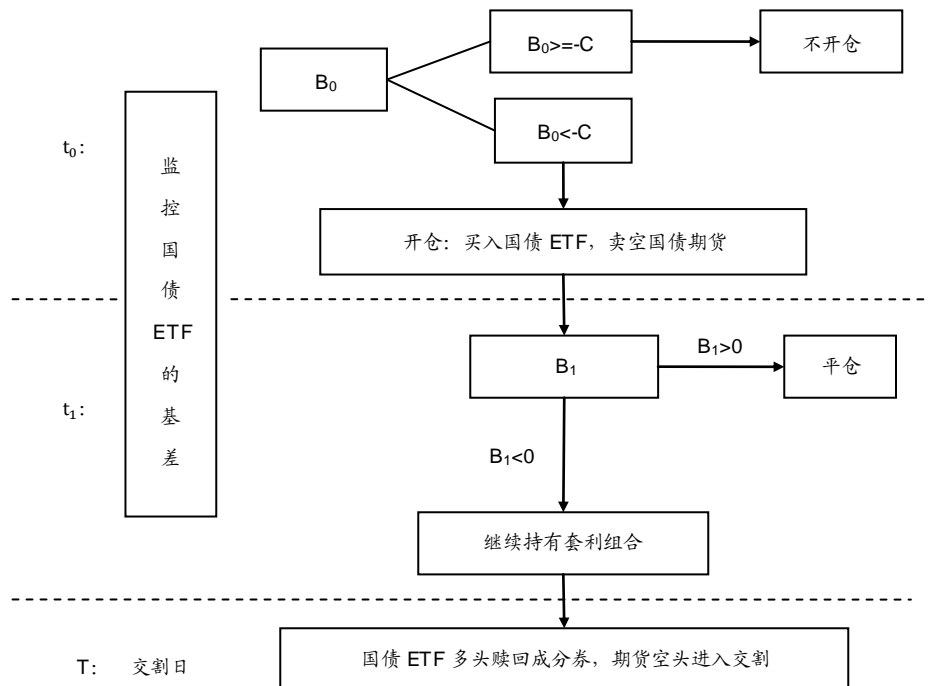 B₀
B₀>=-C
不开仓
B₀<-C
t₀:
监
控
国
债
ETF
的
基
差
开仓：买入国债 ETF，卖空国债期货
t₁:
B₁
B₁>0
平仓
B₁<0
继续持有套利组合
T: 交割日
国债 ETF 多头赎回成分券，期货空头进入交割